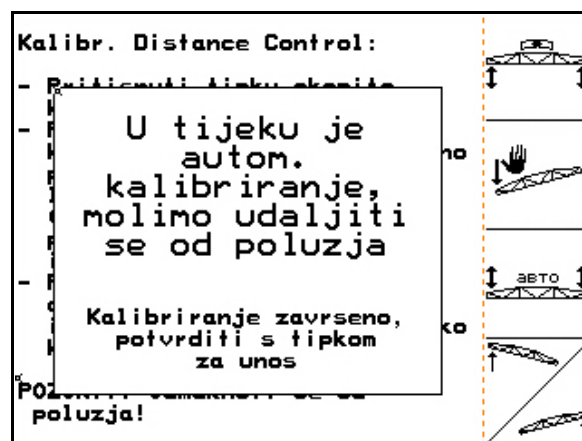 Kalibr. Distance Control:
U tijeku je
autom.
kalibriranje,
molimo udaljiti
se od poluzja
Kalibriranje zavrseno,
potvrditi s tipkom
za unos
poluzja!
авто